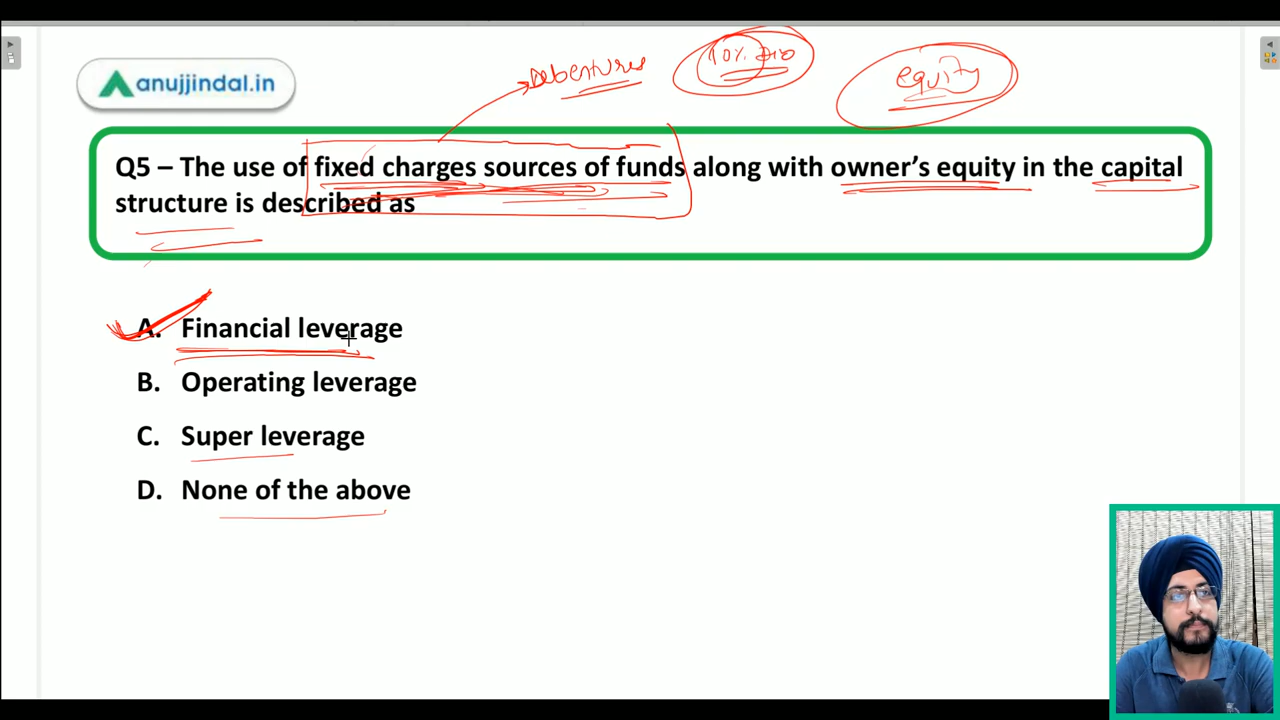 Debentures 10% equity
anujjindal.in
Q5 – The use of fixed charges sources of funds along with owner's equity in the capital
structure is described as
A. Financial leverage
B. Operating leverage
C. Super leverage
D. None of the above